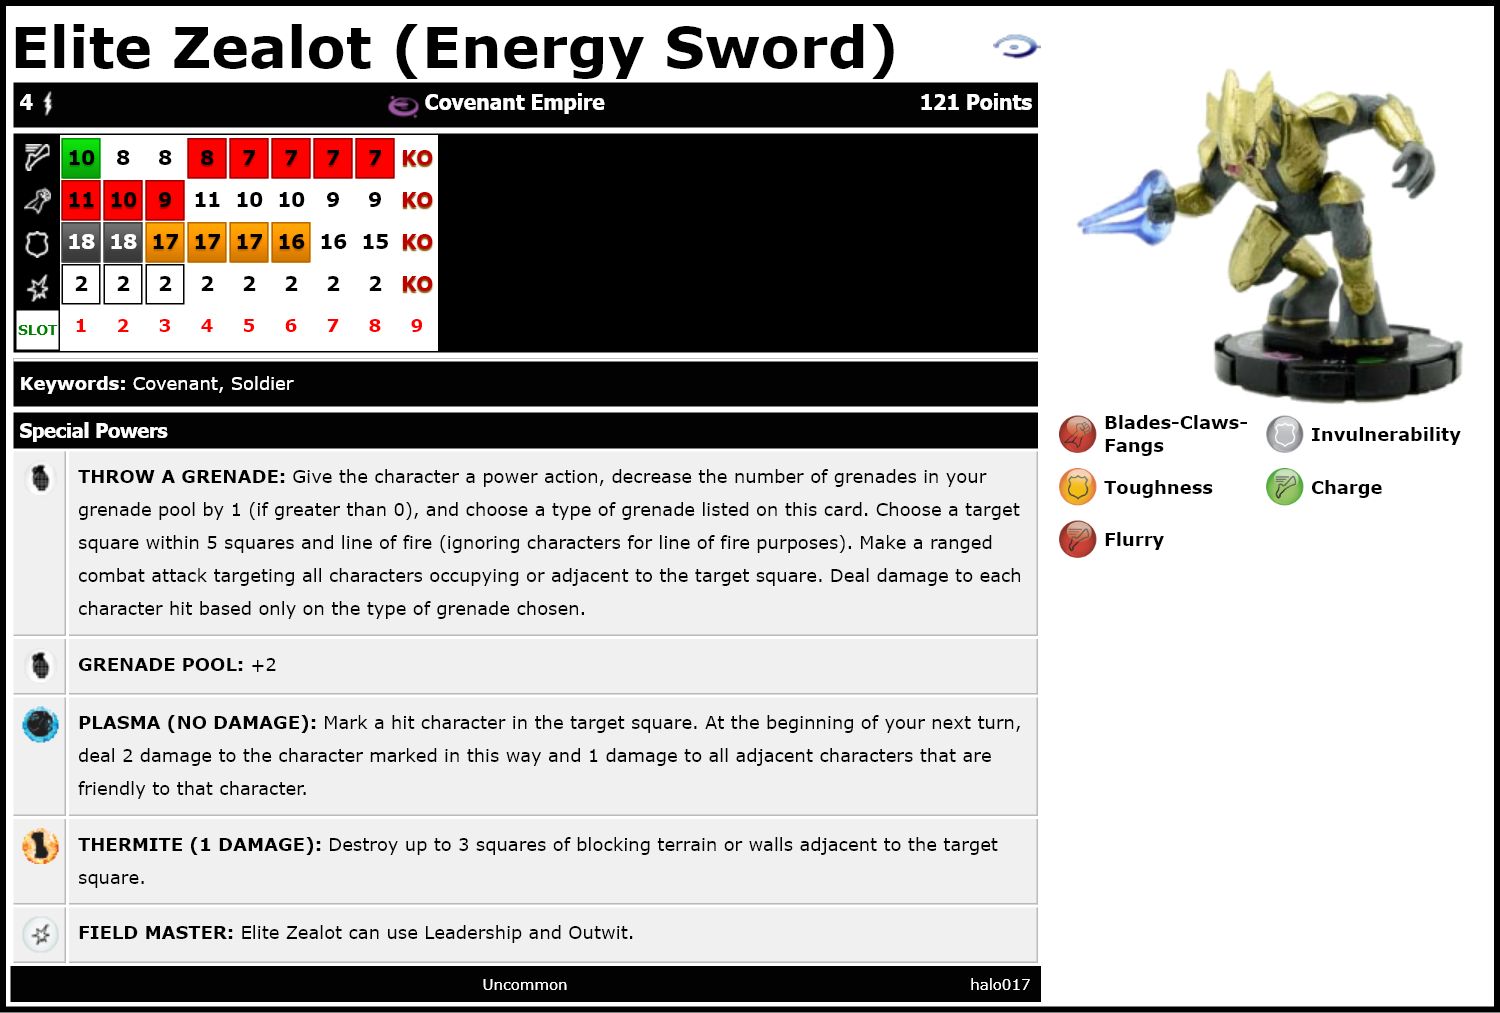 Elite Zealot (Energy Sword)
4 Covenant Empire 121 Points
10 8 8 8 7 7 7 7 KO
11 10 9 11 10 10 9 9 KO
18 18 17 17 17 16 16 15 KO
2 2 2 2 2 2 2 2 KO
SLOT 1 2 3 4 5 6 7 8 9
Keywords: Covenant, Soldier
Special Powers
THROW A GRENADE: Give the character a power action, decrease the number of grenades in your
grenade pool by 1 (if greater than 0), and choose a type of grenade listed on this card. Choose a target
square within 5 squares and line of fire (ignoring characters for line of fire purposes). Make a ranged
combat attack targeting all characters occupying or adjacent to the target square. Deal damage to each
character hit based only on the type of grenade chosen.
GRENADE POOL: +2
PLASMA (NO DAMAGE): Mark a hit character in the target square. At the beginning of your next turn,
deal 2 damage to the character marked in this way and 1 damage to all adjacent characters that are
friendly to that character.
THERMITE (1 DAMAGE): Destroy up to 3 squares of blocking terrain or walls adjacent to the target
square.
FIELD MASTER: Elite Zealot can use Leadership and Outwit.
Uncommon halo017
Blades-Claws-
Fangs
Invulnerability
Toughness
Charge
Flurry